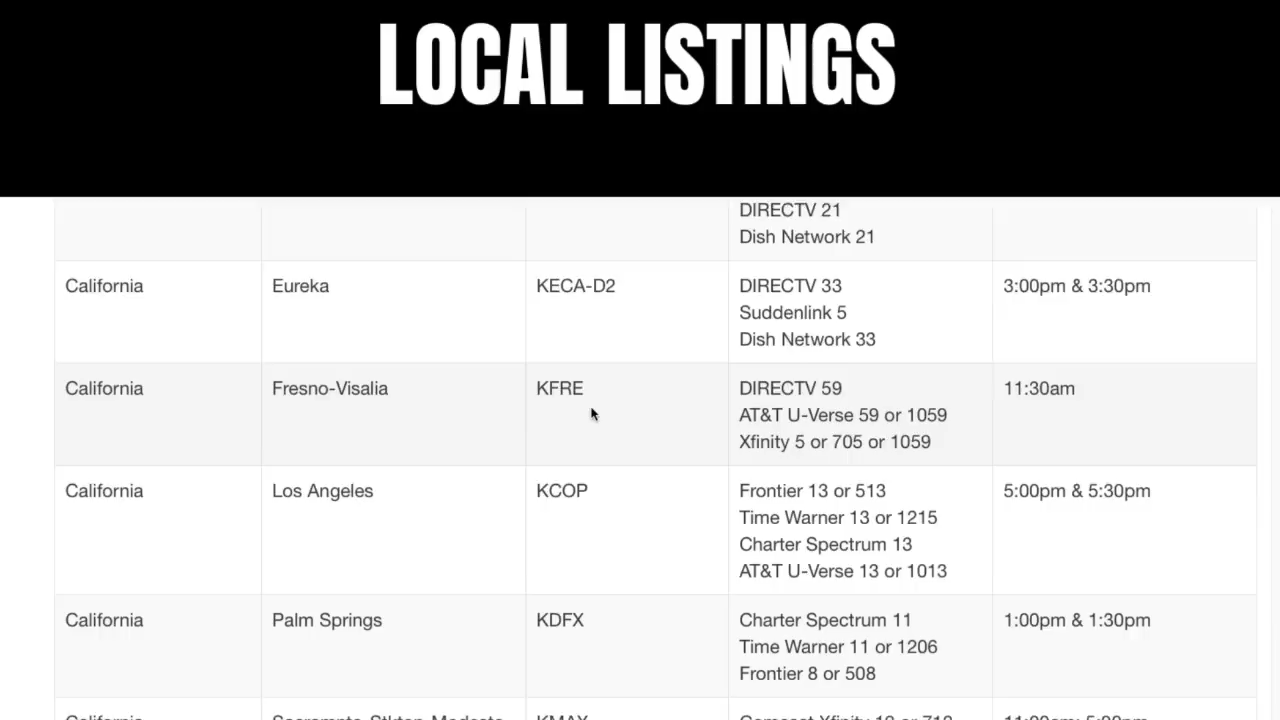 LOCAL LISTINGS
DIRECTV 21
Dish Network 21
California Eureka KECA-D2 DIRECTV 33 3:00pm & 3:30pm
Suddenlink 5
Dish Network 33
California Fresno-Visalia KFRE DIRECTV 59 11:30am
AT&T U-Verse 59 or 1059
Xfinity 5 or 705 or 1059
California Los Angeles KCOP Frontier 13 or 513 5:00pm & 5:30pm
Time Warner 13 or 1215
Charter Spectrum 13
AT&T U-Verse 13 or 1013
California Palm Springs KDFX Charter Spectrum 11 1:00pm & 1:30pm
Time Warner 11 or 1206
Frontier 8 or 508
California KMAX Comcast Xfinity